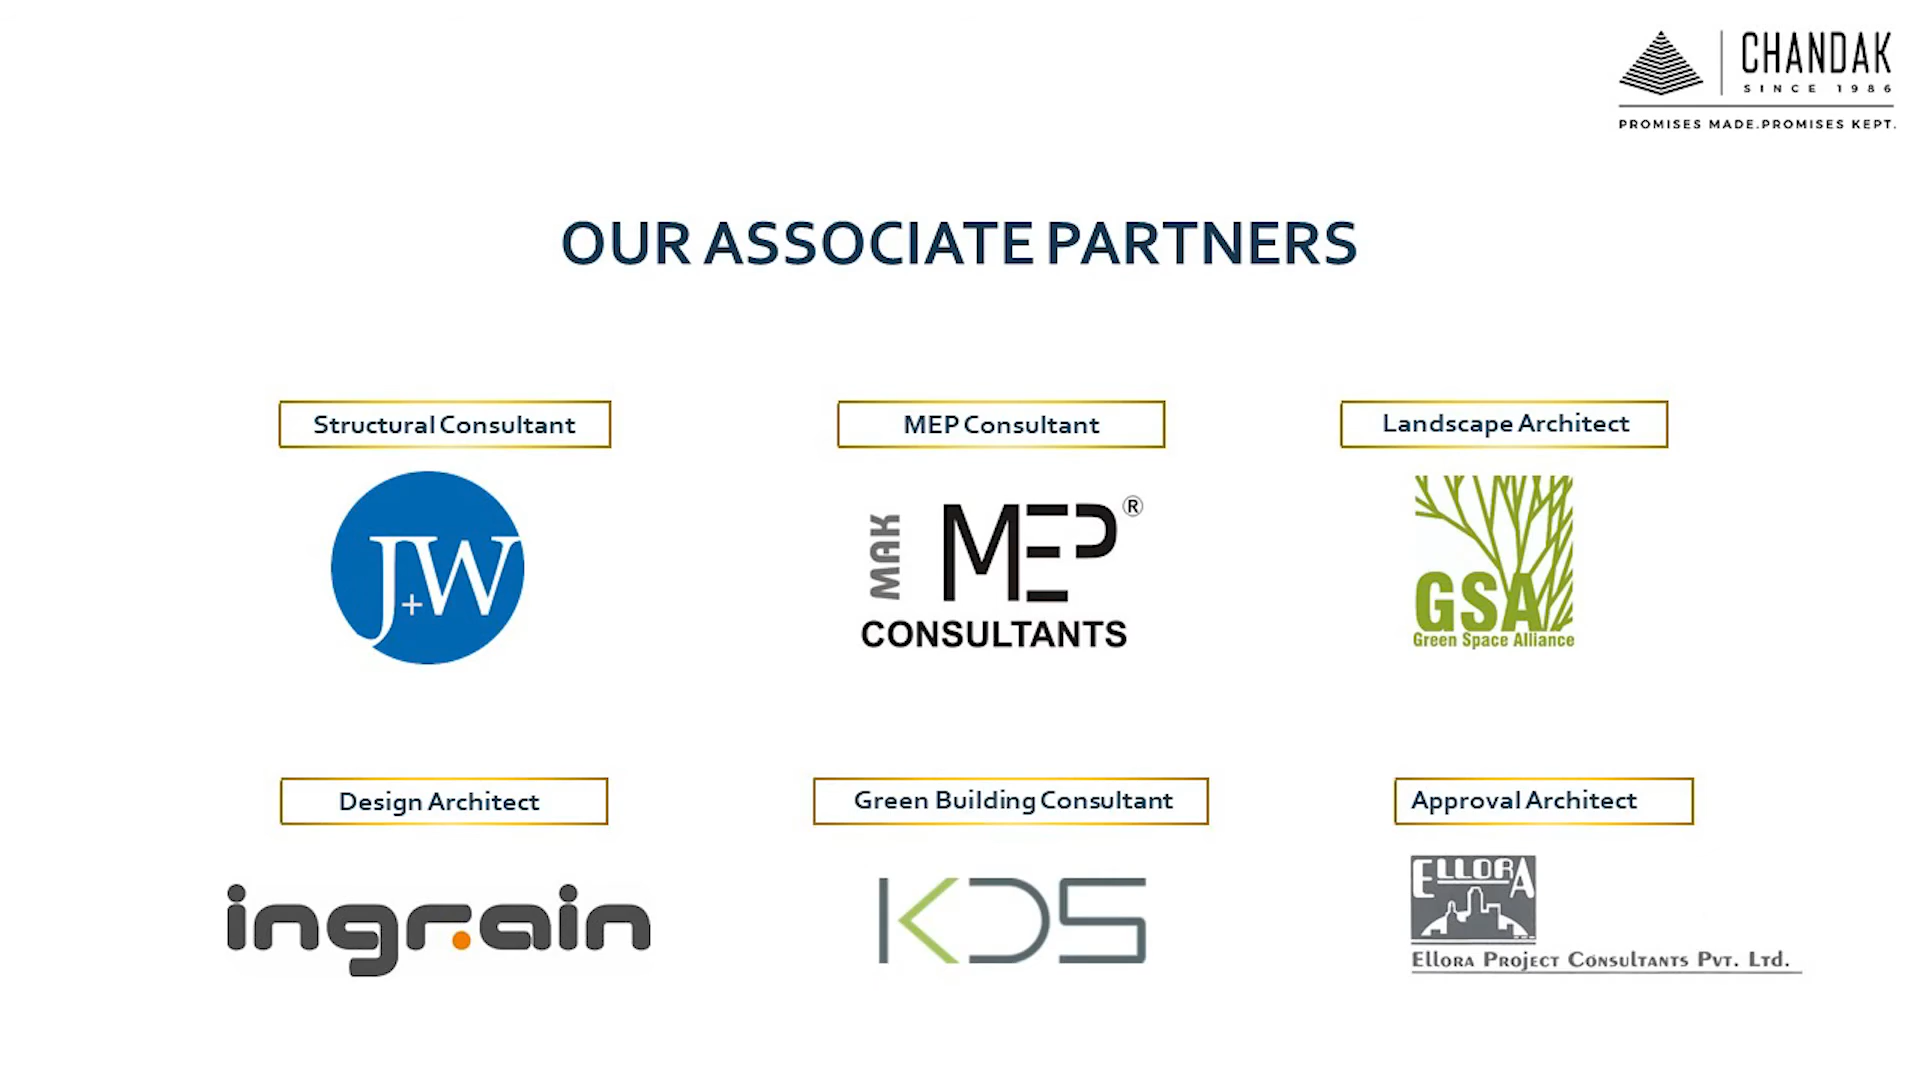 CHANDAK
SINCE 1986
PROMISES MADE.PROMISES KEPT.
OUR ASSOCIATE PARTNERS
Structural Consultant
MEP Consultant
Landscape Architect
J+W
MAK
MEP®
CONSULTANTS
GSA
Green Space Alliance
Design Architect
Green Building Consultant
Approval Architect
ingrain
KDS
ELLORA
ELLORA PROJECT CONSULTANTS PVT. LTD.